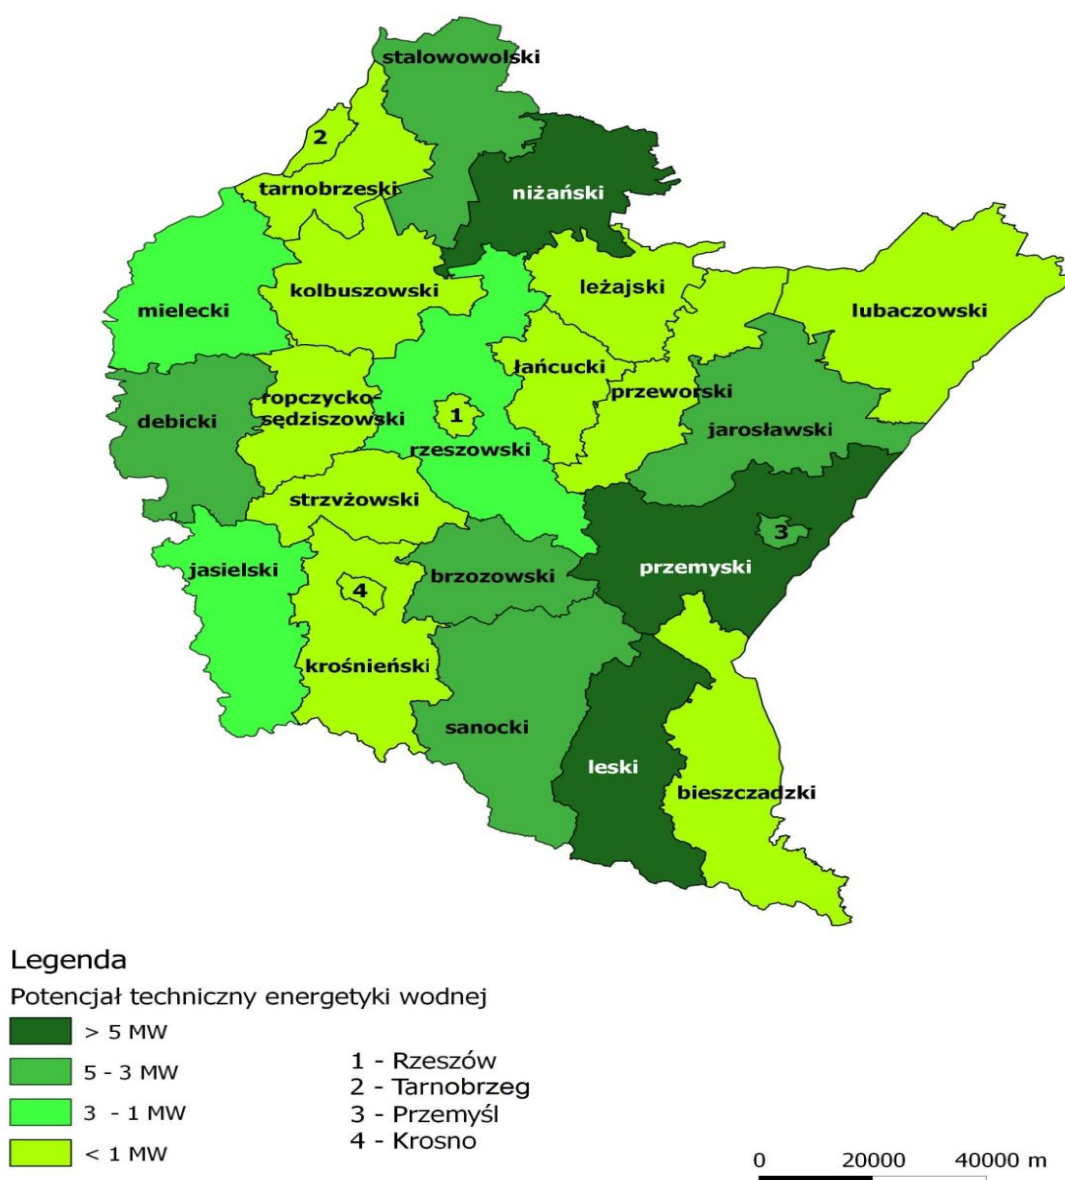 stalowowolski
2
tarnobrzeski
niżański
kolbuszowski
leżajski
mielecki
lubaczowski
łańcucki
ropczycko-
sędziszowski
przeworski
debicki
1
jarosławski
rzeszowski
strzyżowski
3
przemyski
jasielski
brzozowski
4
krośnieński
sanocki
leski
bieszczadzki
Legenda
Potencjał techniczny energetyki wodnej
> 5 MW
5 - 3 MW
3 - 1 MW
< 1 MW
1 - Rzeszów
2 - Tarnobrzeg
3 - Przemyśl
4 - Krosno
0 20000 40000 m